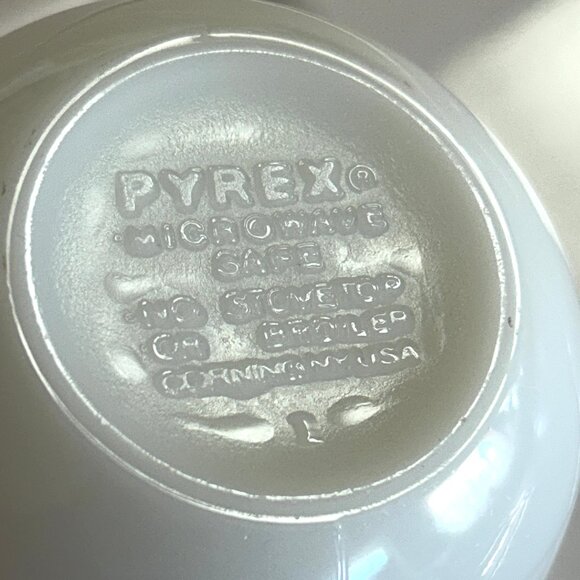 PYREX ©
MICROWAVE
SAFE
NO STOVETOP
OR BROILER
CORNING, NY, USA
L